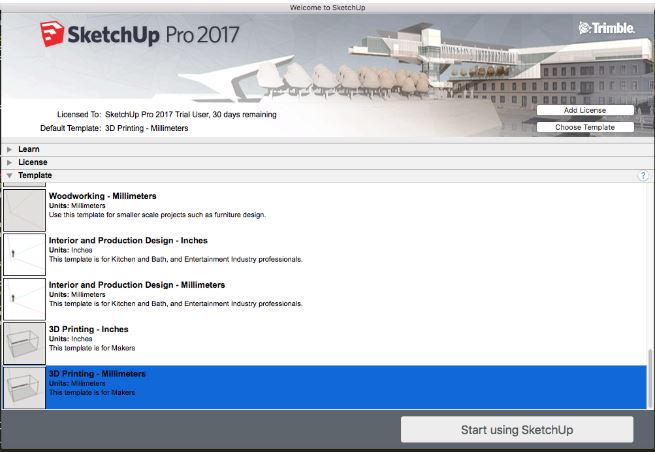 Welcome to SketchUp
SketchUp Pro 2017
Trimble.
Licensed To: SketchUp Pro 2017 Trial User, 30 days remaining
Add License
Default Template: 3D Printing - Millimeters
Choose Template
Learn
License
Template
?
Woodworking - Millimeters
Units: Millimeters
Use this template for smaller scale projects such as furniture design.
Interior and Production Design - Inches
Units: Inches
This template is for Kitchen and Bath, and Entertainment Industry professionals.
Interior and Production Design - Millimeters
Units: Millimeters
This template is for Kitchen and Bath, and Entertainment Industry professionals.
3D Printing - Inches
Units: Inches
This template is for Makers
3D Printing - Millimeters
Units: Millimeters
This template is for Makers
Start using SketchUp